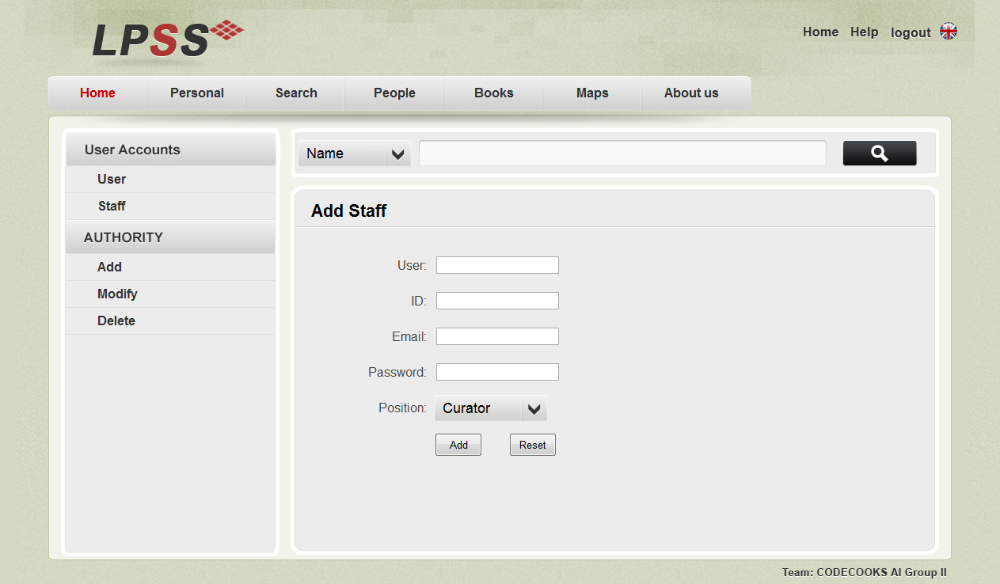 LPSS
Home Help logout
Home Personal Search People Books Maps About us
User Accounts
User
Staff
AUTHORITY
Add
Modify
Delete
Name
Add Staff
User:
ID:
Email:
Password:
Position: Curator
Add Reset
Team: CODECOOKS AI Group II